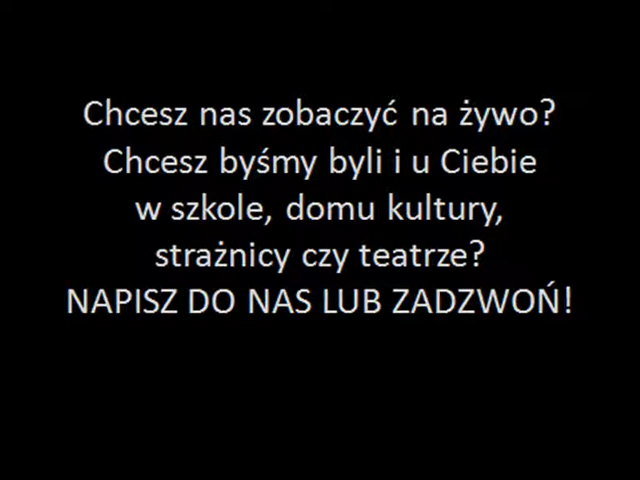 Chcesz nas zobaczyć na żywo?
Chcesz byśmy byli i u Ciebie
w szkole, domu kultury,
strażnicy czy teatrze?
NAPISZ DO NAS LUB ZADZWOŃ!